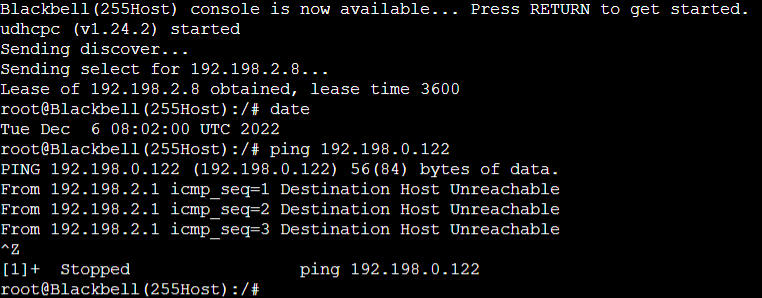 Blackbell(255Host) console is now available... Press RETURN to get started.
udhcpc (v1.24.2) started
Sending discover...
Sending select for 192.198.2.8...
Lease of 192.198.2.8 obtained, lease time 3600
root@Blackbell(255Host):/# date
Tue Dec  6 08:02:00 UTC 2022
root@Blackbell(255Host):/# ping 192.198.0.122
PING 192.198.0.122 (192.198.0.122) 56(84) bytes of data.
From 192.198.2.1 icmp_seq=1 Destination Host Unreachable
From 192.198.2.1 icmp_seq=2 Destination Host Unreachable
From 192.198.2.1 icmp_seq=3 Destination Host Unreachable
^Z
[1]+  Stopped                 ping 192.198.0.122
root@Blackbell(255Host):/#